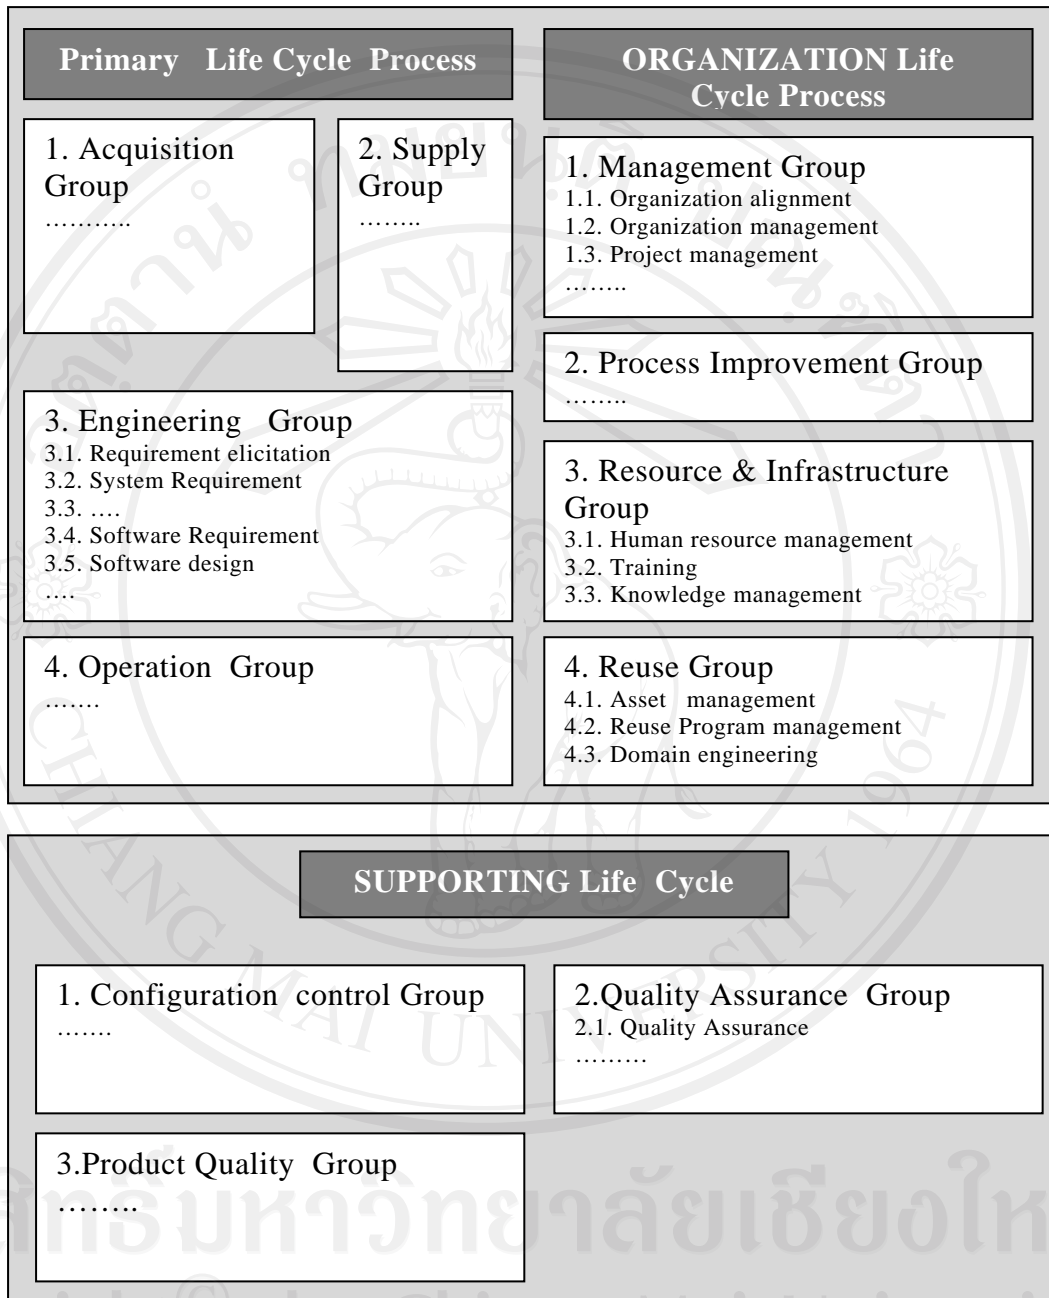 Primary Life Cycle Process
1. Acquisition
Group
………..
2. Supply
Group
……..
3. Engineering Group
3.1. Requirement elicitation
3.2. System Requirement
3.3. ….
3.4. Software Requirement
3.5. Software design
….
4. Operation Group
…….
ORGANIZATION Life
Cycle Process
1. Management Group
1.1. Organization alignment
1.2. Organization management
1.3. Project management
……..
2. Process Improvement Group
……..
3. Resource & Infrastructure
Group
3.1. Human resource management
3.2. Training
3.3. Knowledge management
4. Reuse Group
4.1. Asset management
4.2. Reuse Program management
4.3. Domain engineering
SUPPORTING Life Cycle
1. Configuration control Group
…….
2.Quality Assurance Group
2.1. Quality Assurance
………
3.Product Quality Group
……..
CHIANG MAI UNIVERSITY 1964